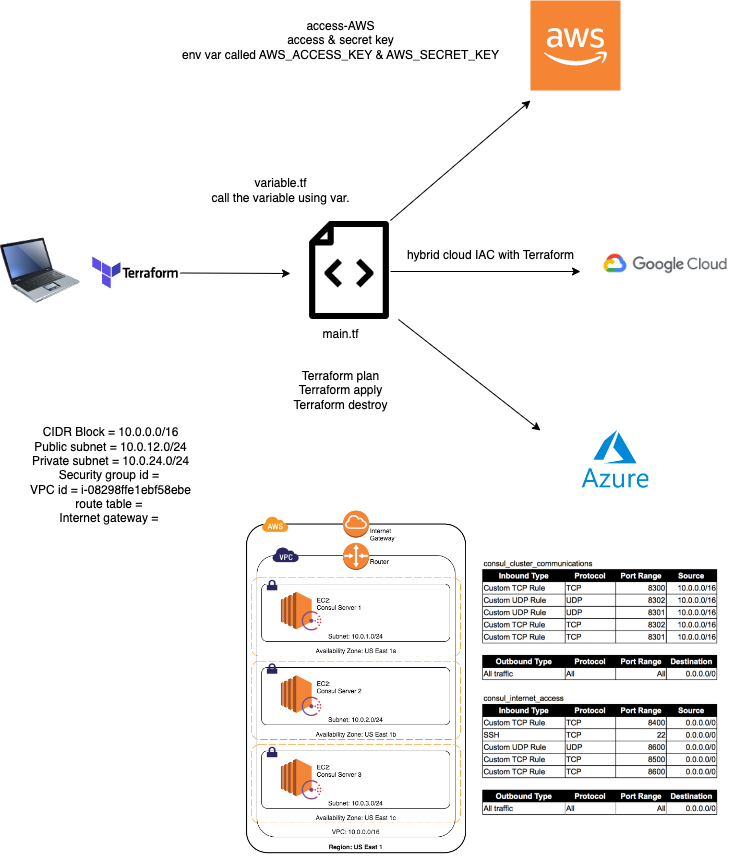 access-AWS
access & secret key
env var called AWS_ACCESS_KEY & AWS_SECRET_KEY
aws
variable.tf
call the variable using var.
Terraform
hybrid cloud IAC with Terraform
Google Cloud
main.tf
Terraform plan
Terraform apply
Terraform destroy
Azure
CIDR Block = 10.0.0.0/16
Public subnet = 10.0.12.0/24
Private subnet = 10.0.24.0/24
Security group id =
VPC id = i-08298ffe1ebf58ebe
route table =
Internet gateway =
AWS
Internet
Gateway
VPC
Router
EC2:
Consul Server 1
Subnet: 10.0.1.0/24
Availability Zone: US East 1a
EC2:
Consul Server 2
Subnet: 10.0.2.0/24
Availability Zone: US East 1b
EC2:
Consul Server 3
Subnet: 10.0.3.0/24
Availability Zone: US East 1c
VPC: 10.0.0.0/16
Region: US East 1
consul_cluster_communications
Inbound Type Protocol Port Range Source
Custom TCP Rule TCP 8300 10.0.0.0/16
Custom UDP Rule UDP 8302 10.0.0.0/16
Custom UDP Rule UDP 8301 10.0.0.0/16
Custom TCP Rule TCP 8302 10.0.0.0/16
Custom TCP Rule TCP 8301 10.0.0.0/16
Outbound Type Protocol Port Range Destination
All traffic All All 0.0.0.0/0
consul_internet_access
Inbound Type Protocol Port Range Source
Custom TCP Rule TCP 8400 0.0.0.0/0
SSH TCP 22 0.0.0.0/0
Custom UDP Rule UDP 8600 0.0.0.0/0
Custom TCP Rule TCP 8500 0.0.0.0/0
Custom TCP Rule TCP 8600 0.0.0.0/0
Outbound Type Protocol Port Range Destination
All traffic All All 0.0.0.0/0